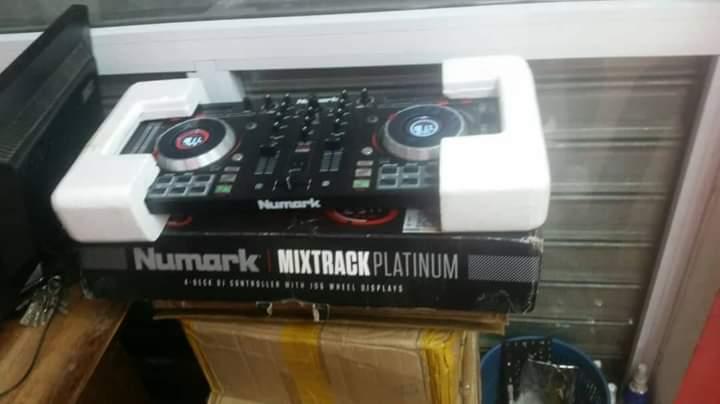 Numark
Numark MIXTRACK PLATINUM
4-DECK DJ CONTROLLER WITH JOG WHEEL DISPLAYS